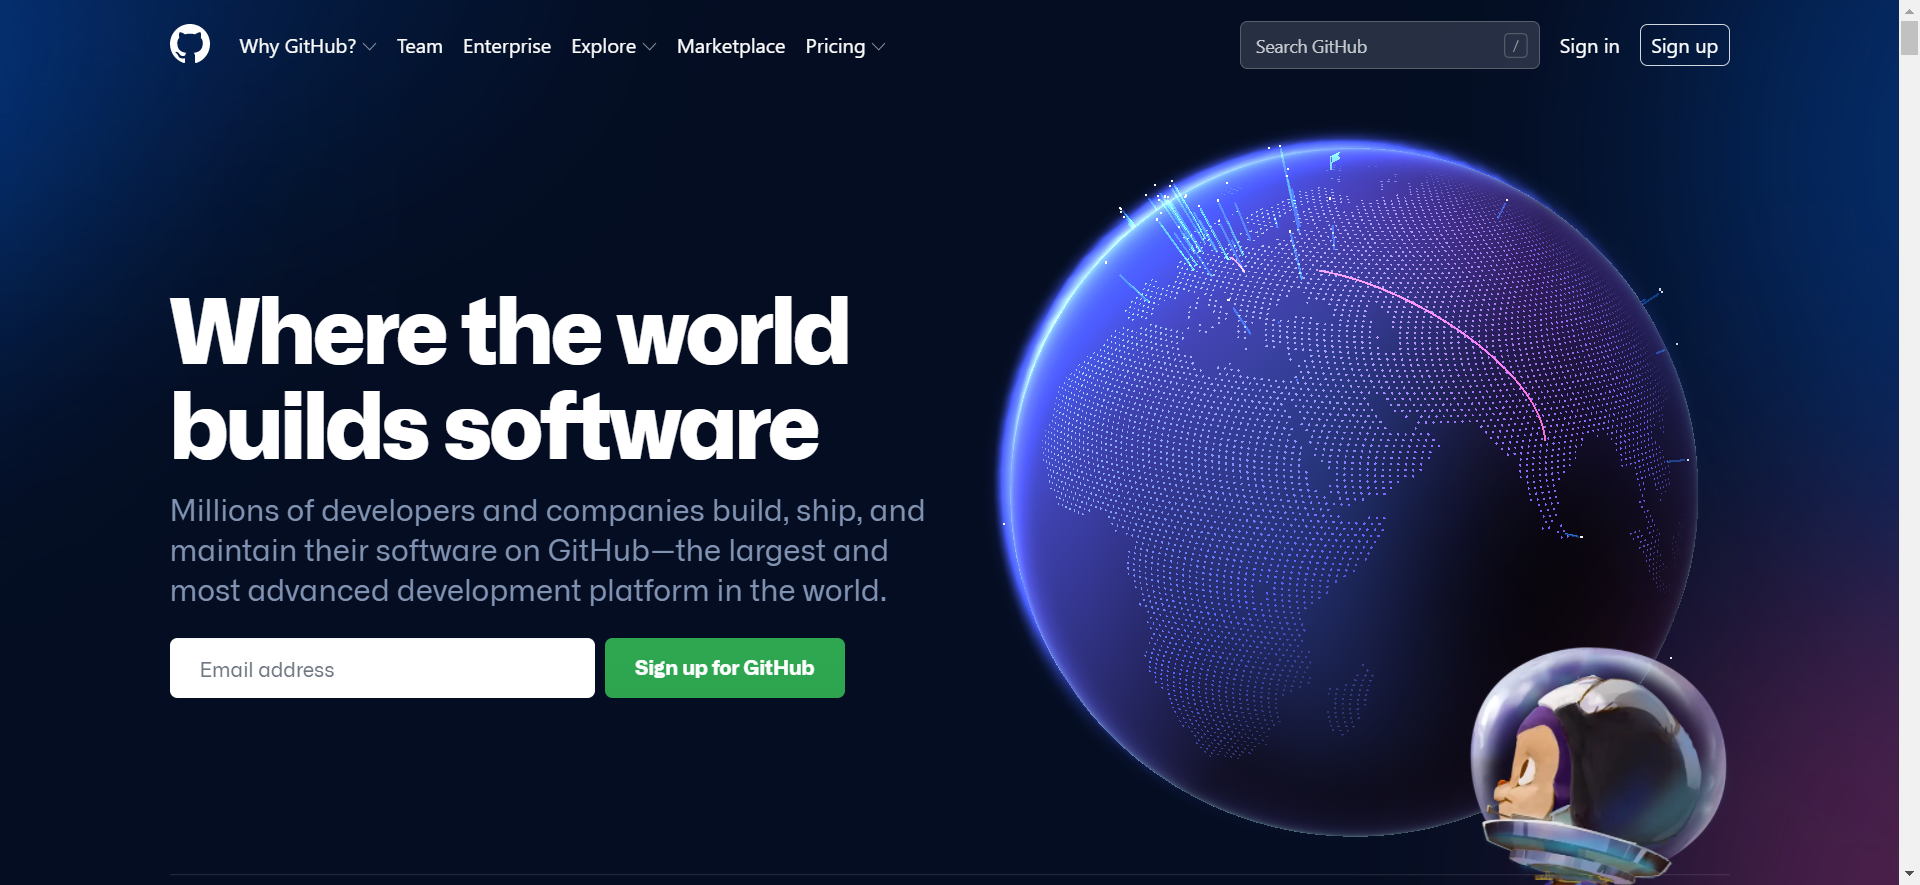 Why GitHub? Team Enterprise Explore Marketplace Pricing Search GitHub / Sign in Sign up
Where the world
builds software
Millions of developers and companies build, ship, and
maintain their software on GitHub—the largest and
most advanced development platform in the world.
Email address Sign up for GitHub